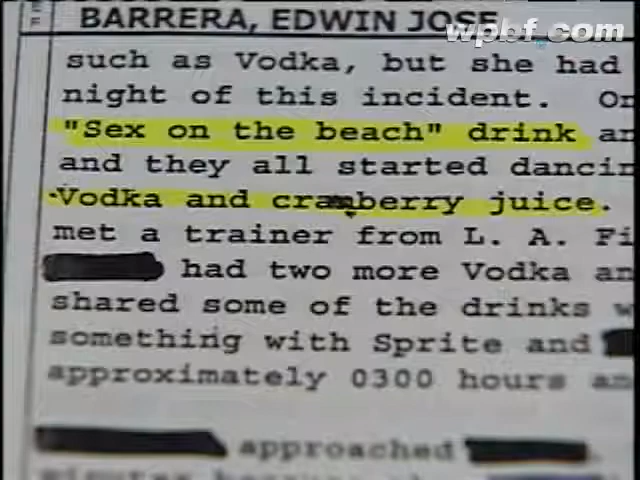 BARRERA, EDWIN JOSE
wpbf.com
such as Vodka, but she had
night of this incident. On
"Sex on the beach" drink an
and they all started dancin
Vodka and cranberry juice.
met a trainer from L. A. Fi
had two more Vodka an
shared some of the drinks w
something with Sprite and
approximately 0300 hours an
approached